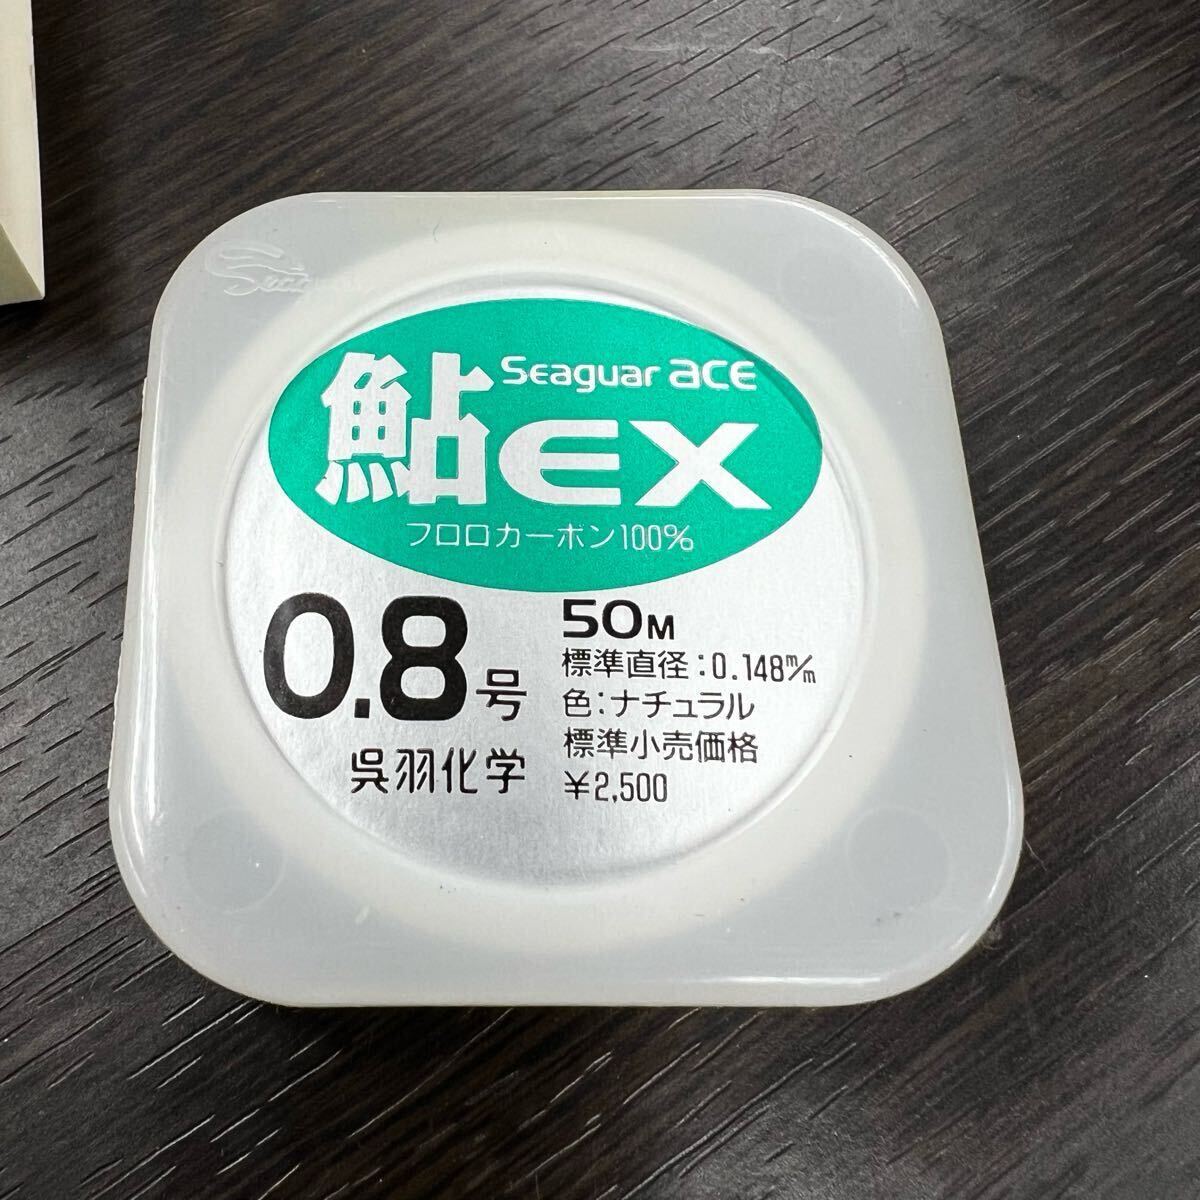 Seaguar
Seaguar ace
鮎EX
フロロカーボン100%
0.8号
呉羽化学
50M
標準直径:0.148m/m
色:ナチュラル
標準小売価格
¥2,500